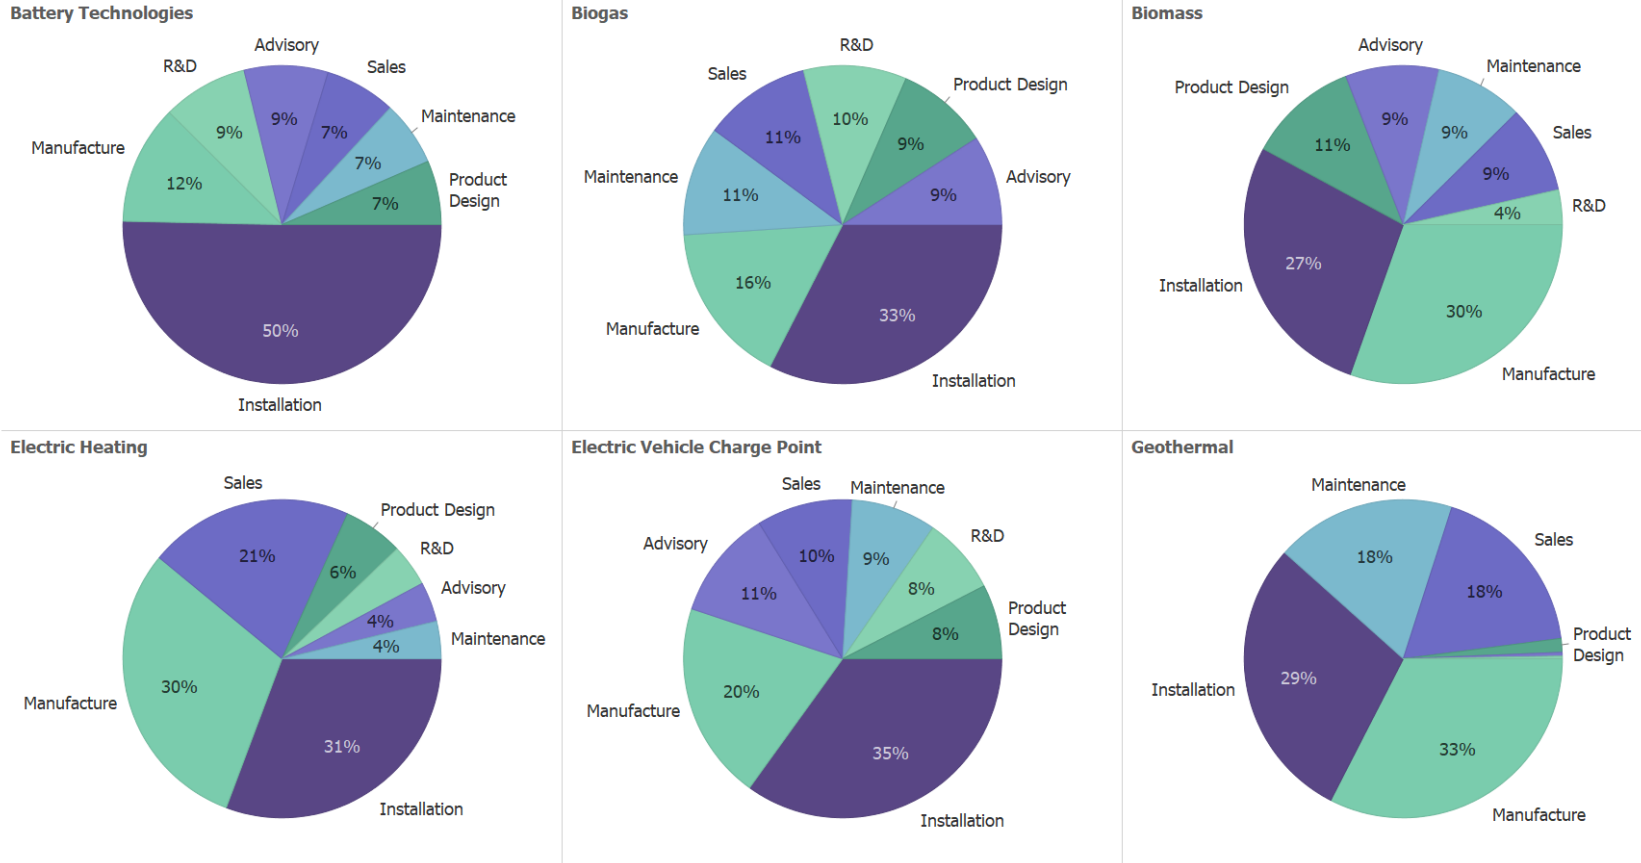 Battery Technologies
Advisory
R&D
Sales
Maintenance
Manufacture
Product
Design
Installation
9%
9%
7%
7%
12%
7%
50%
Biogas
R&D
Sales
Product Design
Maintenance
Advisory
Manufacture
Installation
10%
11%
9%
11%
9%
16%
33%
Biomass
Advisory
Maintenance
Product Design
Sales
R&D
Installation
Manufacture
9%
9%
11%
9%
4%
27%
30%
Electric Heating
Sales
Product Design
R&D
Advisory
Maintenance
Manufacture
Installation
21%
6%
4%
4%
30%
31%
Electric Vehicle Charge Point
Sales
Maintenance
R&D
Advisory
Product
Design
Manufacture
Installation
10%
9%
8%
11%
8%
20%
35%
Geothermal
Maintenance
Sales
Product
Design
Installation
Manufacture
18%
18%
29%
33%